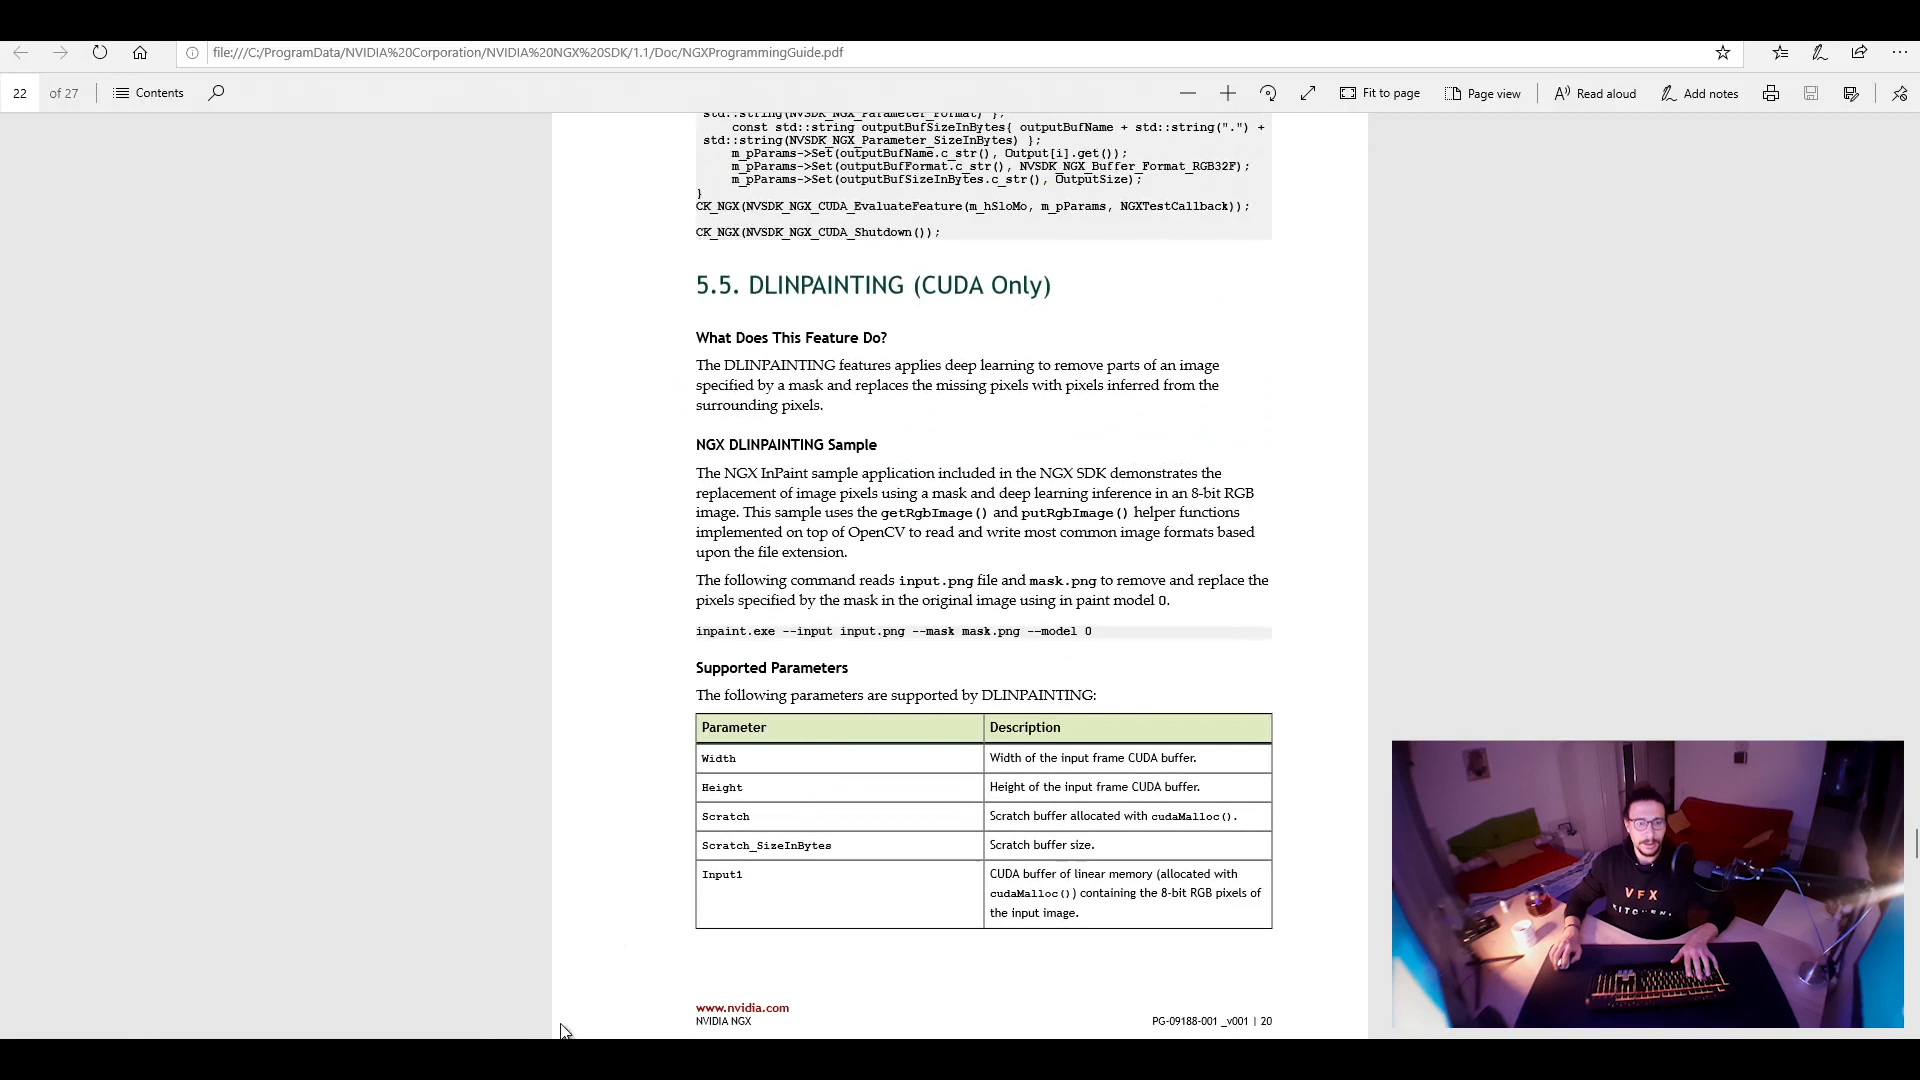 file:///C:/ProgramData/NVIDIA%20Corporation/NVIDIA%20NGX%20SDK/1.1/Doc/NGXProgrammingGuide.pdf
22 of 27 Contents Fit to page Page view Read aloud Add notes
std::string(NVSDK_NGX_Parameter_Format) };
const std::string outputBufSizeInBytes{ outputBufName + std::string(".") +
std::string(NVSDK_NGX_Parameter_SizeInBytes) };
m_pParams->Set(outputBufName.c_str(), Output[i].get());
m_pParams->Set(outputBufFormat.c_str(), NVSDK_NGX_Buffer_Format_RGB32F);
m_pParams->Set(outputBufSizeInBytes.c_str(), OutputSize);
}
CK_NGX(NVSDK_NGX_CUDA_EvaluateFeature(m_hSloMo, m_pParams, NGXTestCallback));
CK_NGX(NVSDK_NGX_CUDA_Shutdown());
5.5. DLINPAINTING (CUDA Only)
What Does This Feature Do?
The DLINPAINTING features applies deep learning to remove parts of an image
specified by a mask and replaces the missing pixels with pixels inferred from the
surrounding pixels.
NGX DLINPAINTING Sample
The NGX InPaint sample application included in the NGX SDK demonstrates the
replacement of image pixels using a mask and deep learning inference in an 8-bit RGB
image. This sample uses the getRgbImage() and putRgbImage() helper functions
implemented on top of OpenCV to read and write most common image formats based
upon the file extension.
The following command reads input.png file and mask.png to remove and replace the
pixels specified by the mask in the original image using in paint model 0.
inpaint.exe --input input.png --mask mask.png --model 0
Supported Parameters
The following parameters are supported by DLINPAINTING:
Parameter Description
Width Width of the input frame CUDA buffer.
Height Height of the input frame CUDA buffer.
Scratch Scratch buffer allocated with cudaMalloc().
Scratch_SizeInBytes Scratch buffer size.
Input1 CUDA buffer of linear memory (allocated with
cudaMalloc()) containing the 8-bit RGB pixels of
the input image.
www.nvidia.com
NVIDIA NGX PG-09188-001 _v001 | 20
VFX
KITCHEN